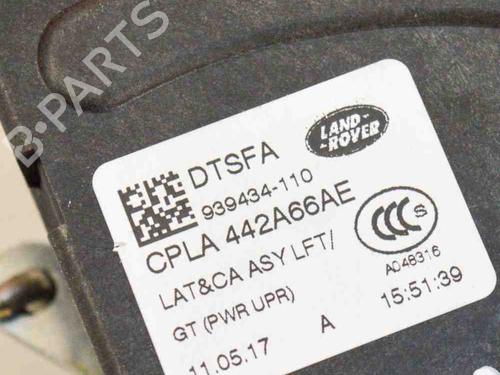 B·PARTS
DTSFA
LAND-
ROVER
939434-110
CPLA 442A66AE
CCC S
LAT&CA ASY LFT/
A048316
GT (PWR UPR)
15:51:39
11.05.17 A